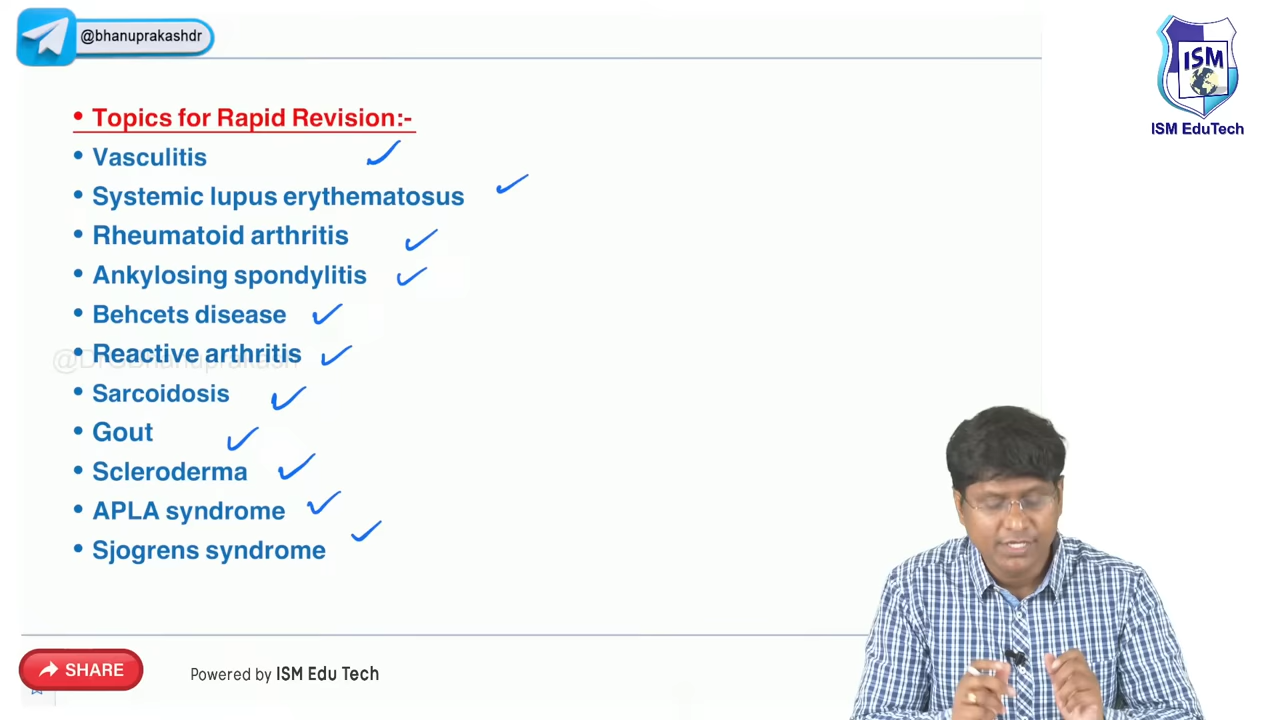 @bhanuprakashdr
ISM
ISM EduTech
• Topics for Rapid Revision:-
• Vasculitis
• Systemic lupus erythematosus
• Rheumatoid arthritis
• Ankylosing spondylitis
• Behcets disease
• Reactive arthritis
• Sarcoidosis
• Gout
• Scleroderma
• APLA syndrome
• Sjogrens syndrome
SHARE
Powered by ISM Edu Tech